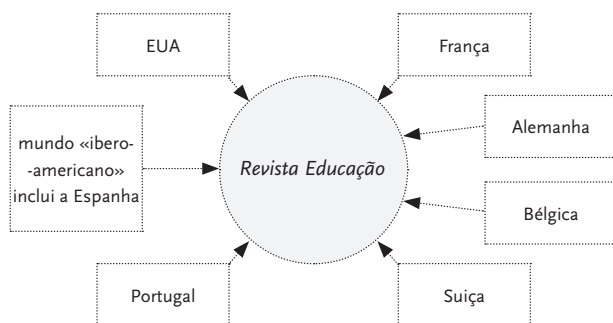 EUA
França
mundo «ibero-
-americano»
inclui a Espanha
Revista Educação
Alemanha
Bélgica
Portugal
Suiça